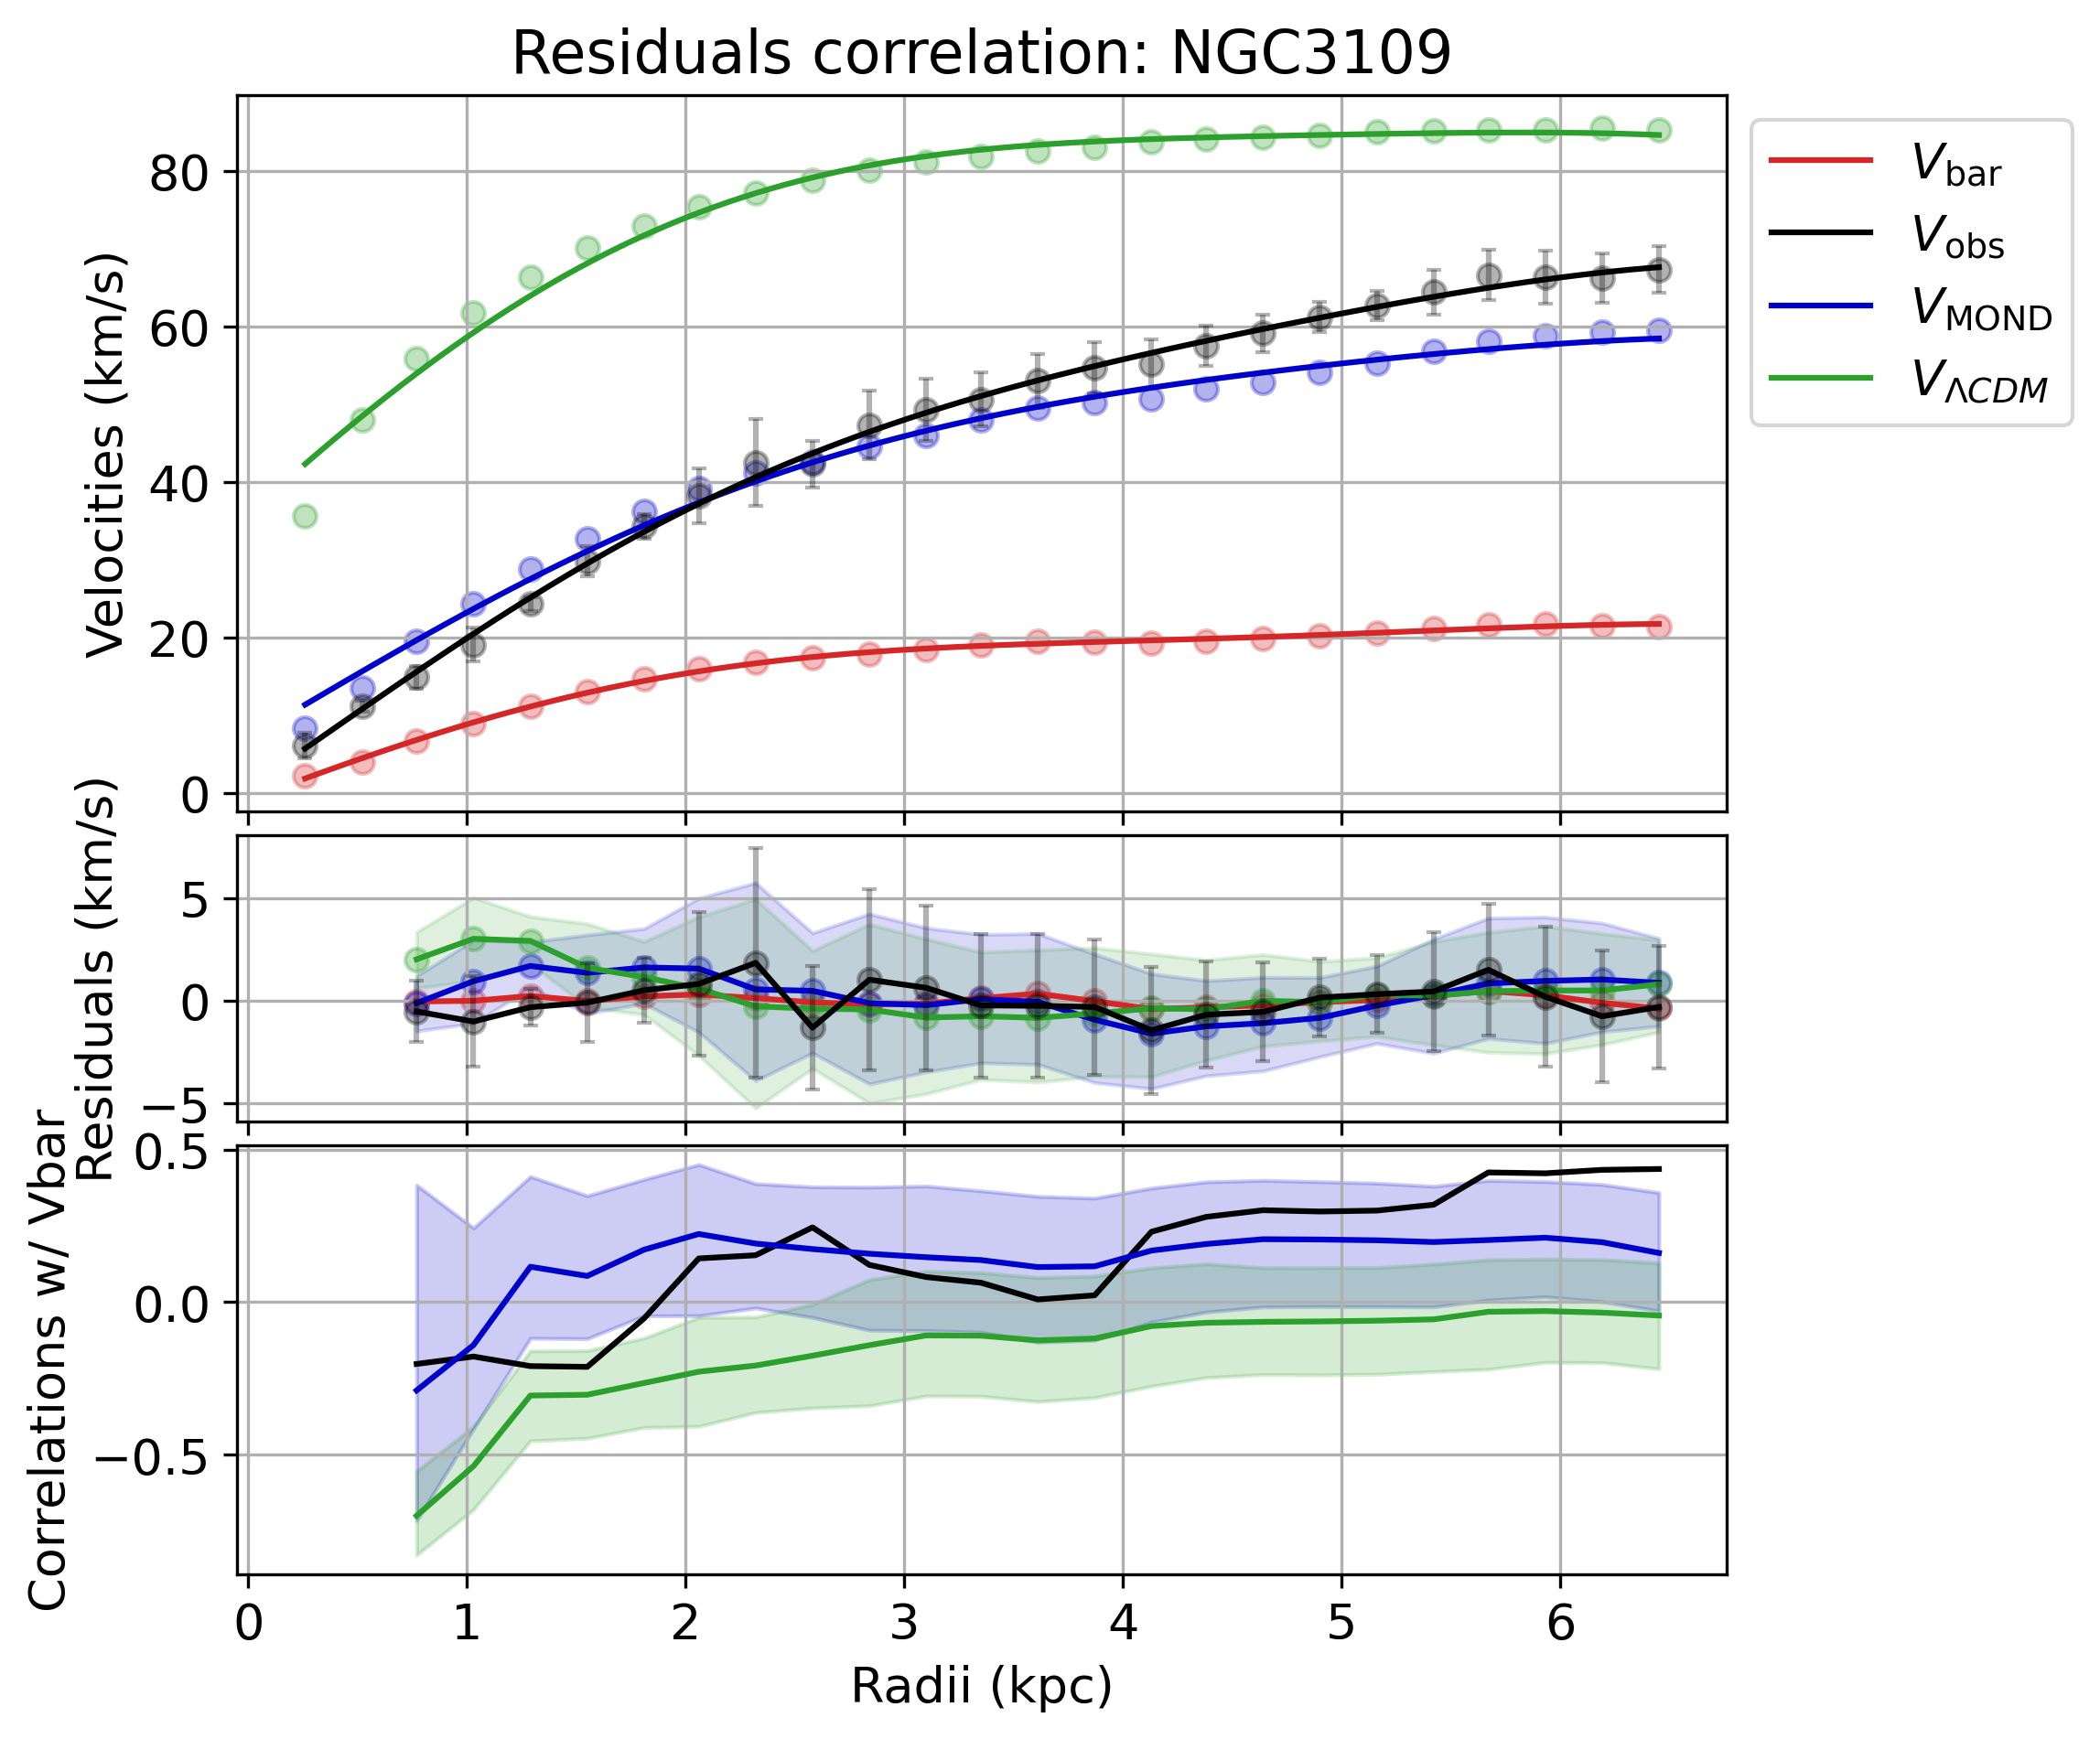 Residuals correlation: NGC3109
Velocities (km/s)
80
60
40
20
0
V_bar
V_obs
V_MOND
V_ΛCDM
Residuals (km/s)
5
0
−5
Correlations w/ Vbar
0.5
0.0
−0.5
0 1 2 3 4 5 6
Radii (kpc)